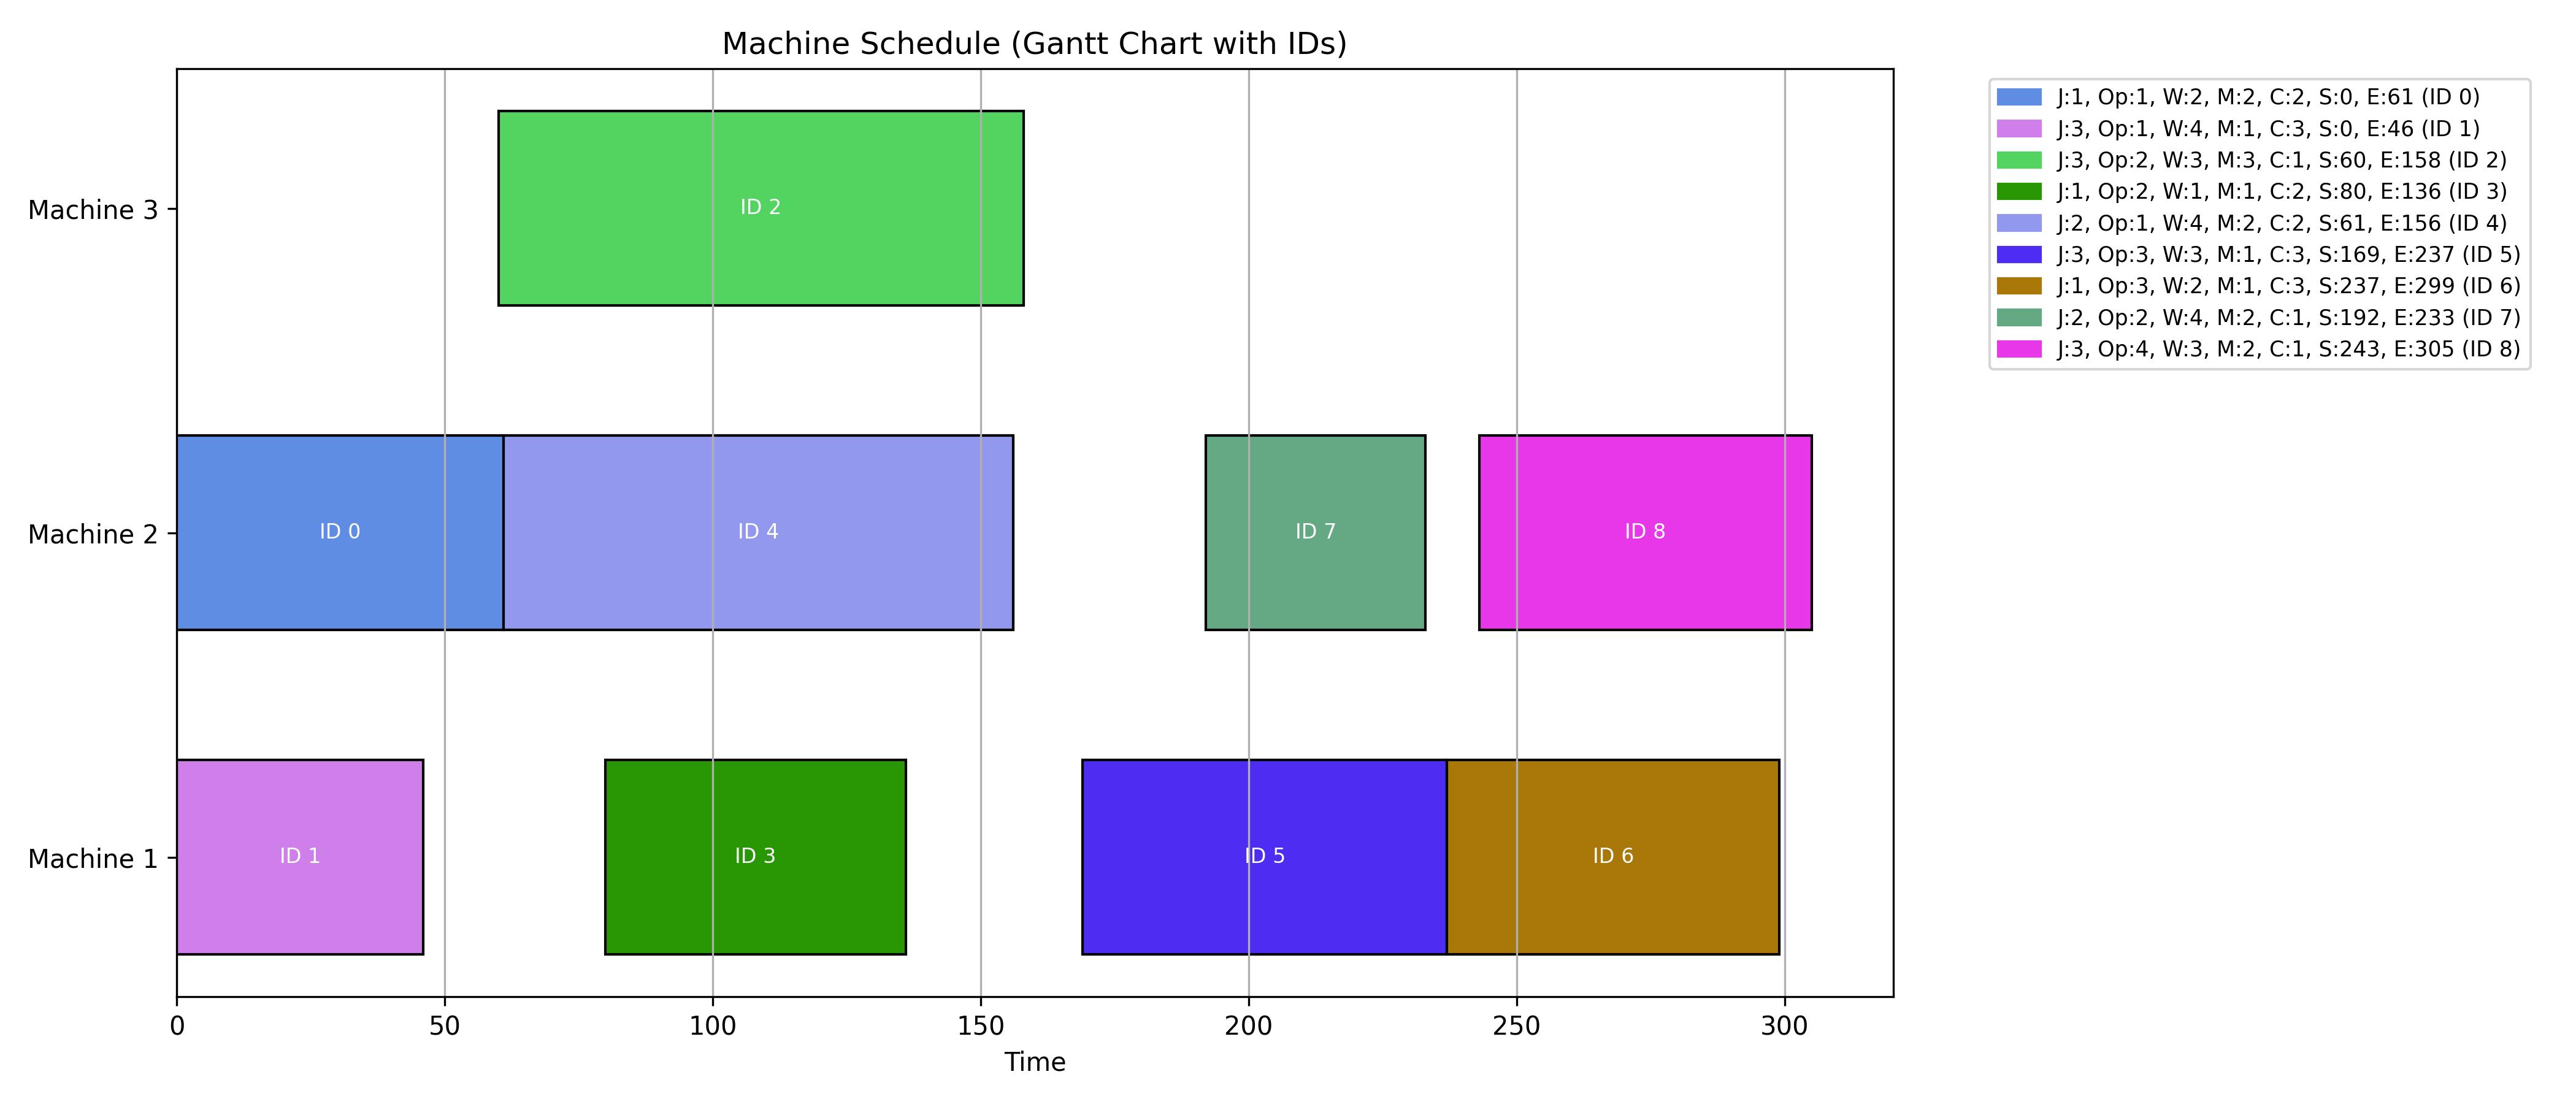 Machine Schedule (Gantt Chart with IDs)
J:1, Op:1, W:2, M:2, C:2, S:0, E:61 (ID 0)
J:3, Op:1, W:4, M:1, C:3, S:0, E:46 (ID 1)
J:3, Op:2, W:3, M:3, C:1, S:60, E:158 (ID 2)
J:1, Op:2, W:1, M:1, C:2, S:80, E:136 (ID 3)
J:2, Op:1, W:4, M:2, C:2, S:61, E:156 (ID 4)
J:3, Op:3, W:3, M:1, C:3, S:169, E:237 (ID 5)
J:1, Op:3, W:2, M:1, C:3, S:237, E:299 (ID 6)
J:2, Op:2, W:4, M:2, C:1, S:192, E:233 (ID 7)
J:3, Op:4, W:3, M:2, C:1, S:243, E:305 (ID 8)
Machine 3
ID 2
Machine 2
ID 0
ID 4
ID 7
ID 8
Machine 1
ID 1
ID 3
ID 5
ID 6
0 50 100 150 200 250 300
Time